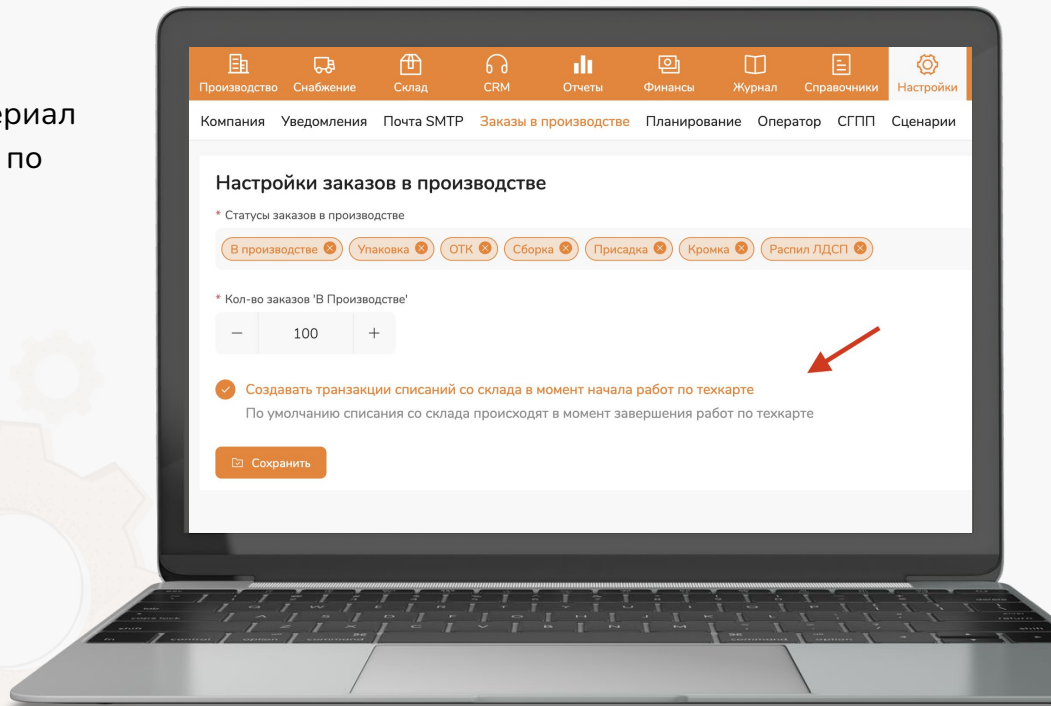 ериал
по
Производство Снабжение Склад CRM Отчеты Финансы Журнал Справочники Настройки
Компания Уведомления Почта SMTP Заказы в производстве Планирование Оператор СГПП Сценарии
Настройки заказов в производстве
* Статусы заказов в производстве
В производстве Упаковка ОТК Сборка Присадка Кромка Распил ЛДСП
* Кол-во заказов 'В Производстве'
— 100 +
Создавать транзакции списаний со склада в момент начала работ по техкарте
По умолчанию списания со склада происходят в момент завершения работ по техкарте
Сохранить